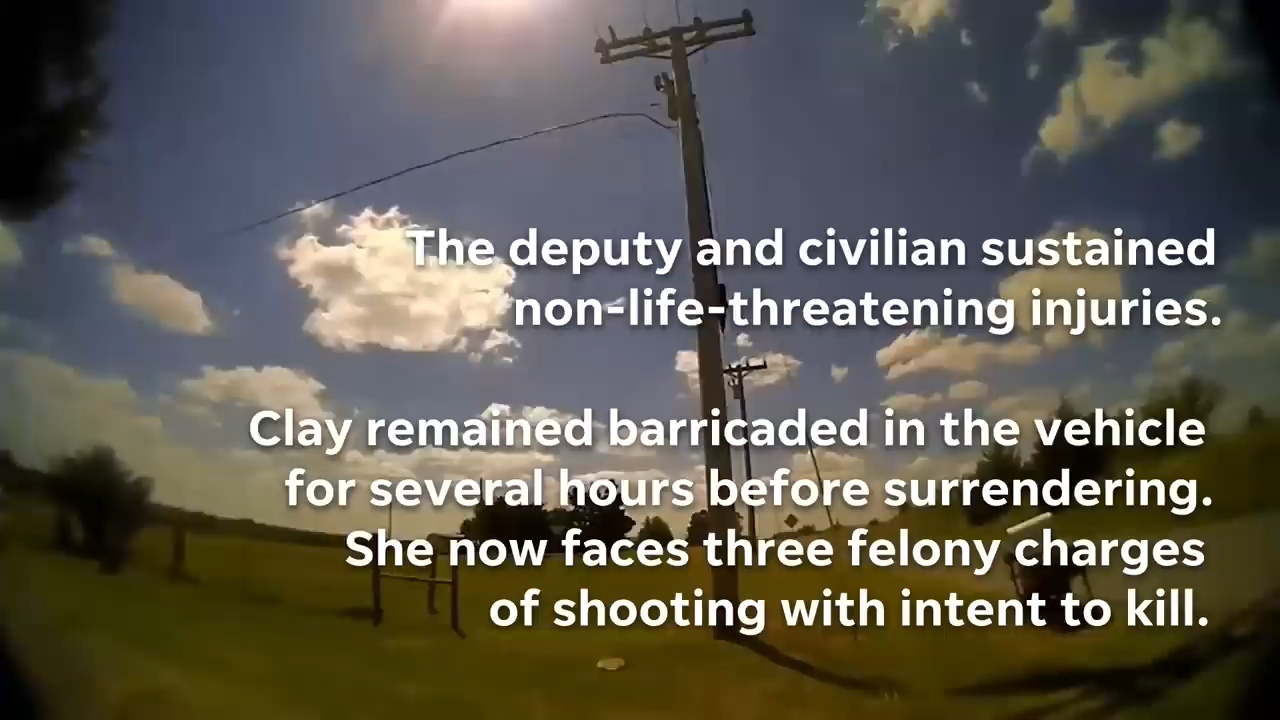 The deputy and civilian sustained
non-life-threatening injuries.
Clay remained barricaded in the vehicle
for several hours before surrendering.
She now faces three felony charges
of shooting with intent to kill.